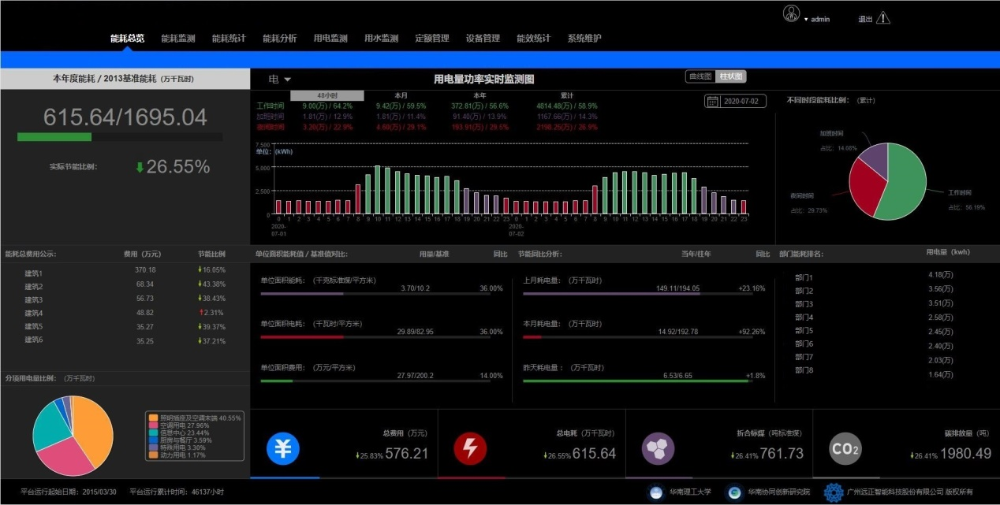 admin 退出
能耗总览 能耗监测 能耗统计 能耗分析 用电监测 用水监测 定额管理 设备管理 能效统计 系统维护
本年度能耗 / 2013基准能耗 (万千瓦时)
615.64/1695.04
实际节能比例: 26.55%
电 用电量功率实时监测图 曲线图 柱状图
48小时 本月 本年 累计
工作时间 9.00(万) / 64.2% 9.42(万) / 59.5% 372.81(万) / 56.6% 4814.48(万) / 58.9%
加班时间 1.81(万) / 12.9% 1.81(万) / 11.4% 91.40(万) / 13.9% 1167.66(万) / 14.3%
夜间时间 3.20(万) / 22.9% 4.60(万) / 29.1% 193.91(万) / 29.5% 2198.25(万) / 26.9%
2020-07-02
7,500
单位: (kWh)
5,000
2,500
0
0 1 2 3 4 5 6 7 8 9 10 11 12 13 14 15 16 17 18 19 20 21 22 23 0 1 2 3 4 5 6 7 8 9 10 11 12 13 14 15 16 17 18 19 20 21 22 23
2020-07-01 2020-07-02
不同时段能耗比例: (累计)
加班时间
占比: 14.08%
夜间时间
占比: 29.73%
工作时间
占比: 56.19%
能耗总费用公示: 费用 (万元) 节能比例
建筑1 370.18 16.05%
建筑2 68.34 43.38%
建筑3 56.73 38.43%
建筑4 48.82 2.31%
建筑5 35.27 39.37%
建筑6 35.25 37.21%
单位面积能耗值 / 基准值对比: 用量/基准 同比
单位面积能耗: (千克标准煤/平方米) 3.70/10.2 36.00%
单位面积电耗: (千瓦时/平方米) 29.89/82.95 36.00%
单位面积费用: (万元/平方米) 27.97/200.2 14.00%
节能同比分析: 当年/往年 同比
上月耗电量: (万千瓦时) 149.11/194.05 +23.16%
本月耗电量: (万千瓦时) 14.92/192.78 +92.26%
昨天耗电量: (万千瓦时) 6.53/6.65 +1.8%
部门能耗排名: 用电量 (kwh)
部门1 4.18(万)
部门2 3.56(万)
部门3 3.51(万)
部门4 2.58(万)
部门5 2.45(万)
部门6 2.40(万)
部门7 2.03(万)
部门8 1.64(万)
分项用电量比例: (万千瓦时)
照明插座及空调末端 40.55%
空调用电 27.96%
信息中心 23.44%
厨房与餐厅 3.59%
特殊用电 3.30%
动力用电 1.17%
¥ 总费用 (万元)
25.83% 576.21
总电耗 (万千瓦时)
26.55% 615.64
折合标煤 (吨标准煤)
26.41% 761.73
CO2 碳排放量 (吨)
26.41% 1980.49
平台运行起始日期: 2015/03/30 平台运行累计时间: 46137小时
华南理工大学 华南协同创新研究院 广州远正智能科技股份有限公司 版权所有